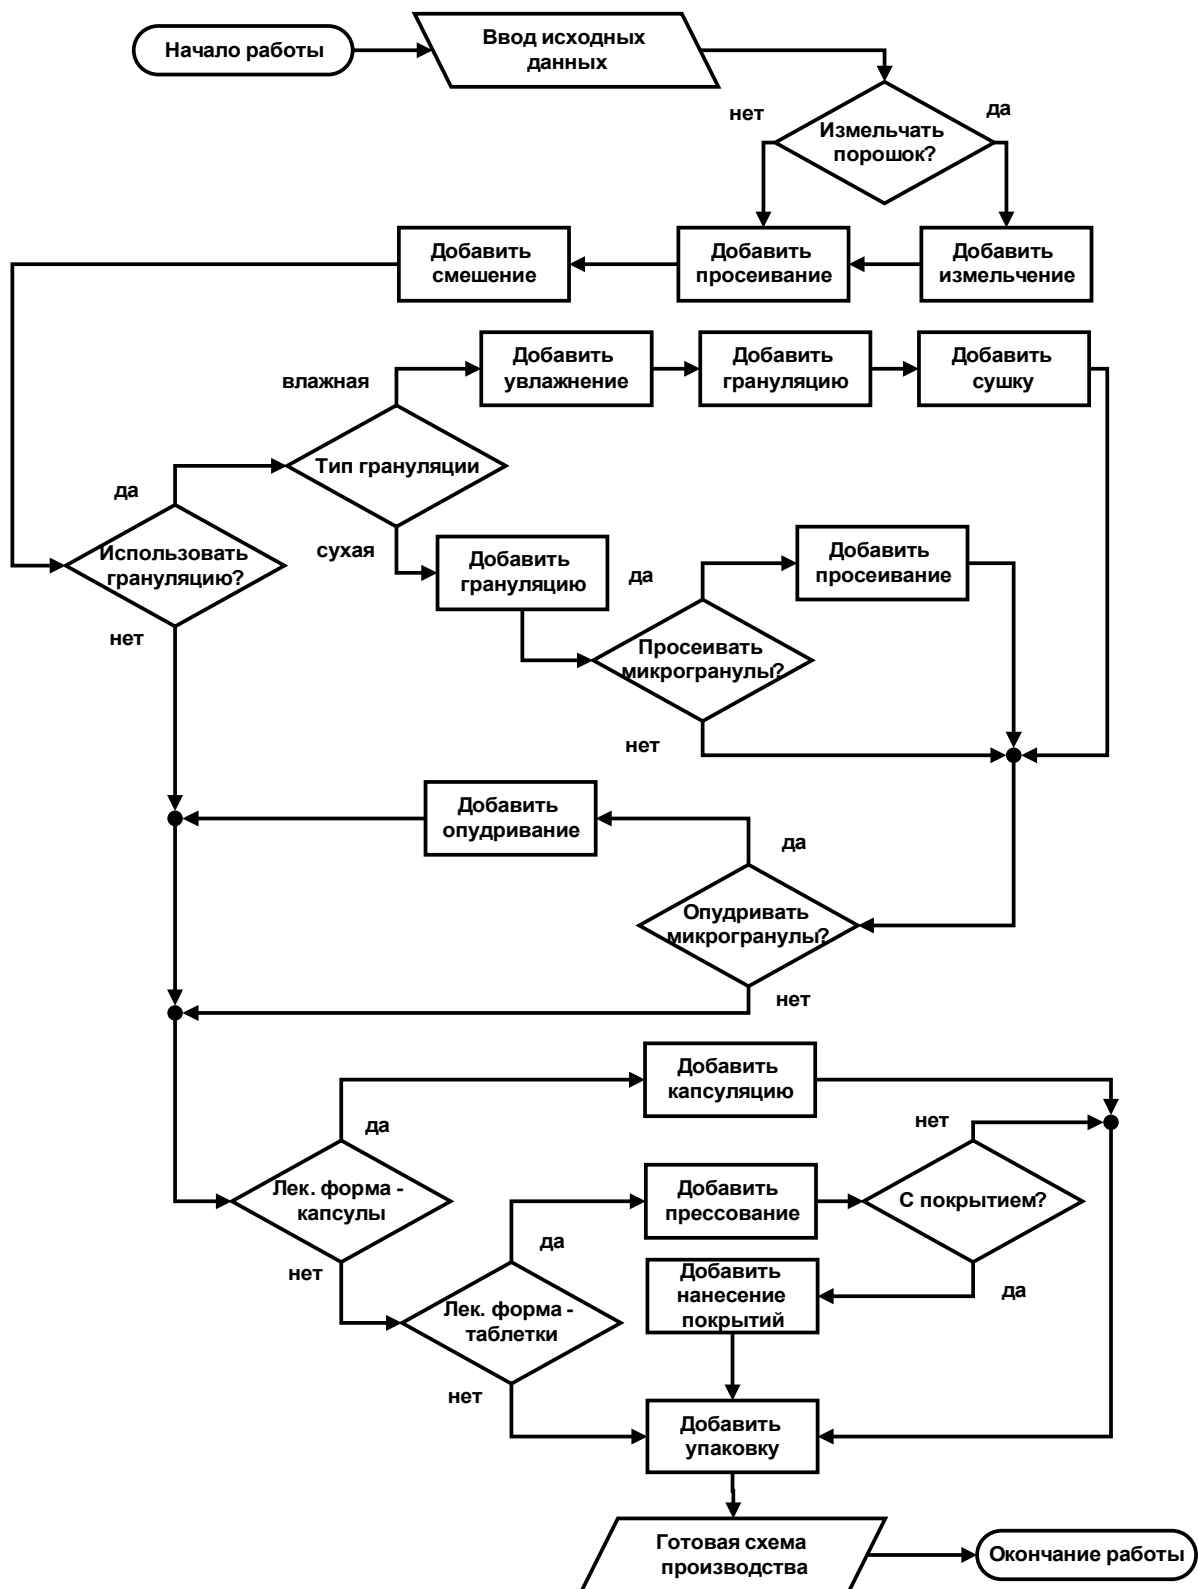 Начало работы
Ввод исходных
данных
нет
да
Измельчать
порошок?
Добавить
смешение
Добавить
просеивание
Добавить
измельчение
влажная
Добавить
увлажнение
Добавить
грануляцию
Добавить
сушку
Тип грануляции
да
Использовать
грануляцию?
сухая
Добавить
грануляцию
да
Добавить
просеивание
нет
Просеивать
микрогранулы?
нет
Добавить
опудривание
да
Опудривать
микрогранулы?
нет
Добавить
капсуляцию
да
нет
Лек. форма -
капсулы
Добавить
прессование
С покрытием?
да
нет
Добавить
нанесение
покрытий
да
Лек. форма -
таблетки
нет
Добавить
упаковку
Готовая схема
производства
Окончание работы